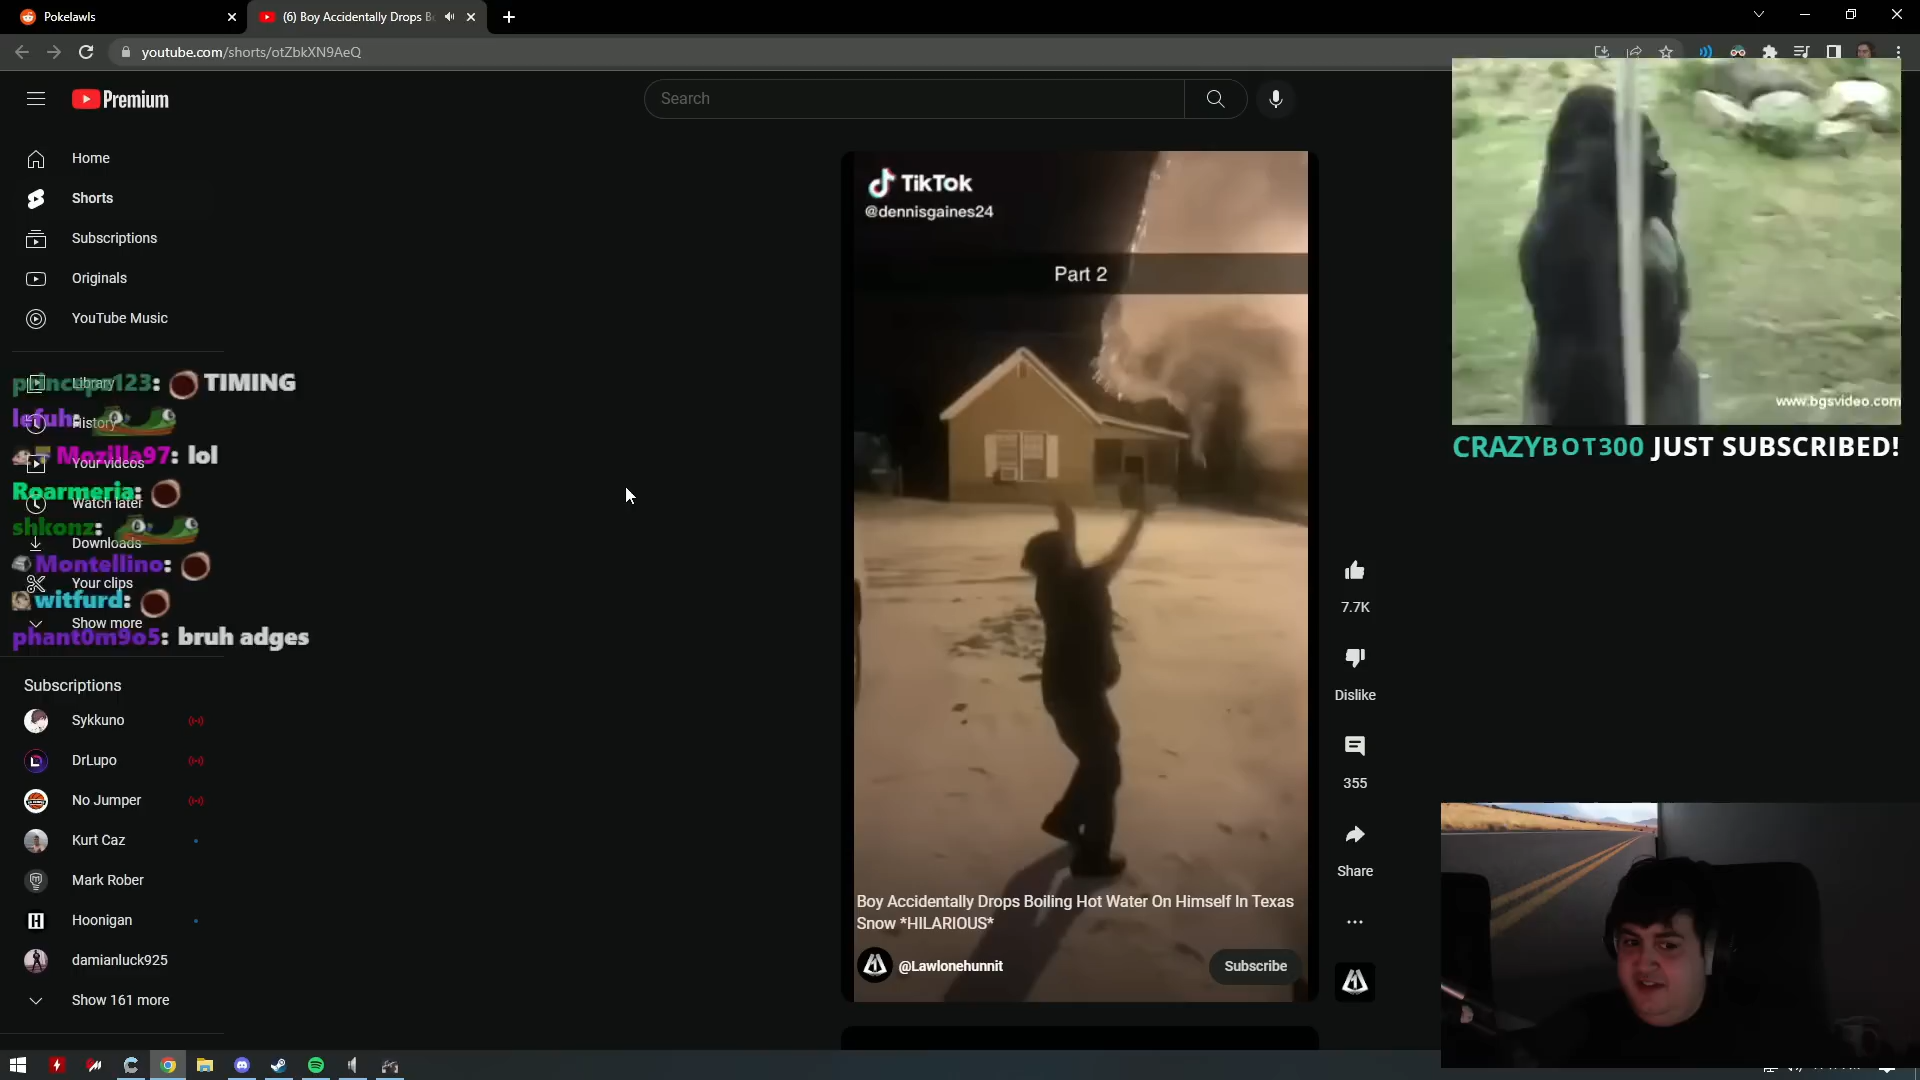 Pokelawls
(6) Boy Accidentally Drops Bo
youtube.com/shorts/otZbkXN9AeQ
Premium
Search
Home
Shorts
Subscriptions
Originals
YouTube Music
Library
History
Your videos
Watch later
Downloads
Your clips
Show more
TIMING
lefuh:
Mozilla97: lol
Roarmeria:
shkonz:
Montellino:
witfurd:
phant0m9o5: bruh adges
Subscriptions
Sykkuno
DrLupo
No Jumper
Kurt Caz
Mark Rober
Hoonigan
damianluck925
Show 161 more
TikTok
@dennisgaines24
Part 2
Boy Accidentally Drops Boiling Hot Water On Himself In Texas
Snow *HILARIOUS*
@Lawlonehunnit
Subscribe
7.7K
Dislike
355
Share
www.bgsvideo.com
CRAZYBOT300 JUST SUBSCRIBED!